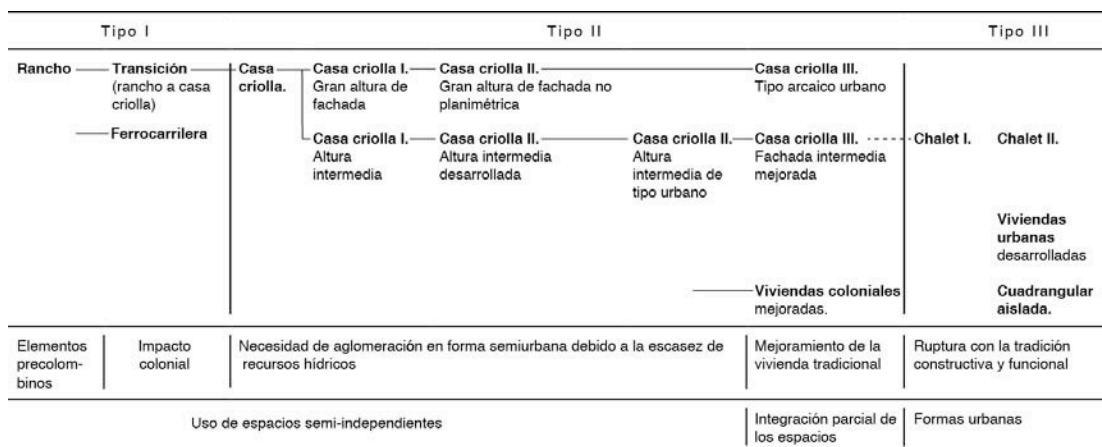 Tipo I Tipo II Tipo III
Rancho Transición Casa Casa criolla I. Casa criolla II. Casa criolla III.
(rancho a casa criolla. Gran altura de Gran altura de fachada no Tipo arcaico urbano
criolla) fachada planimétrica
Ferrocarrilera Casa criolla I. Casa criolla II. Casa criolla II. Casa criolla III. Chalet I. Chalet II.
Altura Altura intermedia Altura Fachada intermedia
intermedia desarrollada intermedia de mejorada
tipo urbano
Viviendas
urbanas
desarrolladas
Viviendas coloniales Cuadrangular
mejoradas. aislada.
Elementos Impacto Necesidad de aglomeración en forma semiurbana debido a la escasez de Mejoramiento de la Ruptura con la tradición
precolom- colonial recursos hídricos vivienda tradicional constructiva y funcional
binos
Uso de espacios semi-independientes Integración parcial de Formas urbanas
los espacios